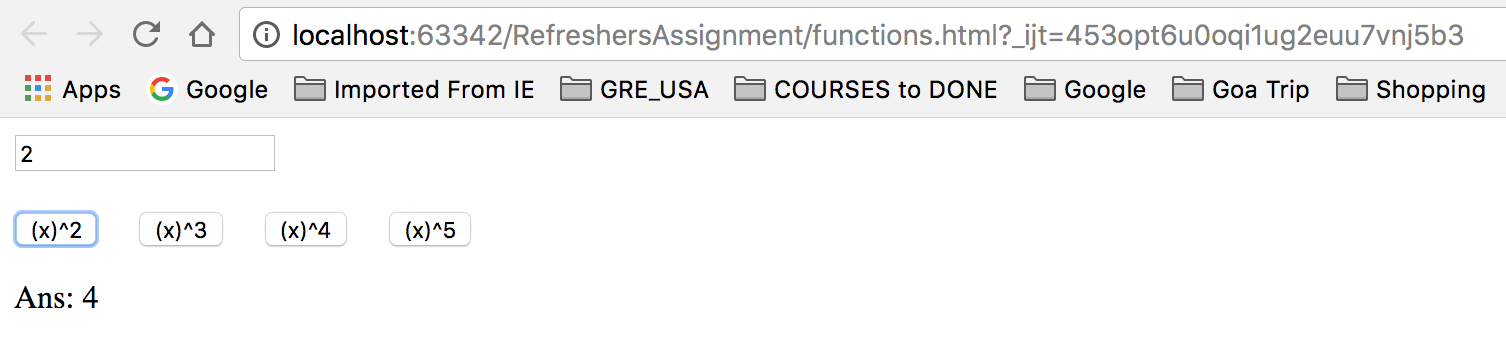 localhost:63342/RefreshersAssignment/functions.html?_ijt=453opt6u0oqi1ug2euu7vnj5b3
Apps Google Imported From IE GRE_USA COURSES to DONE Google Goa Trip Shopping
2
(x)^2 (x)^3 (x)^4 (x)^5
Ans: 4